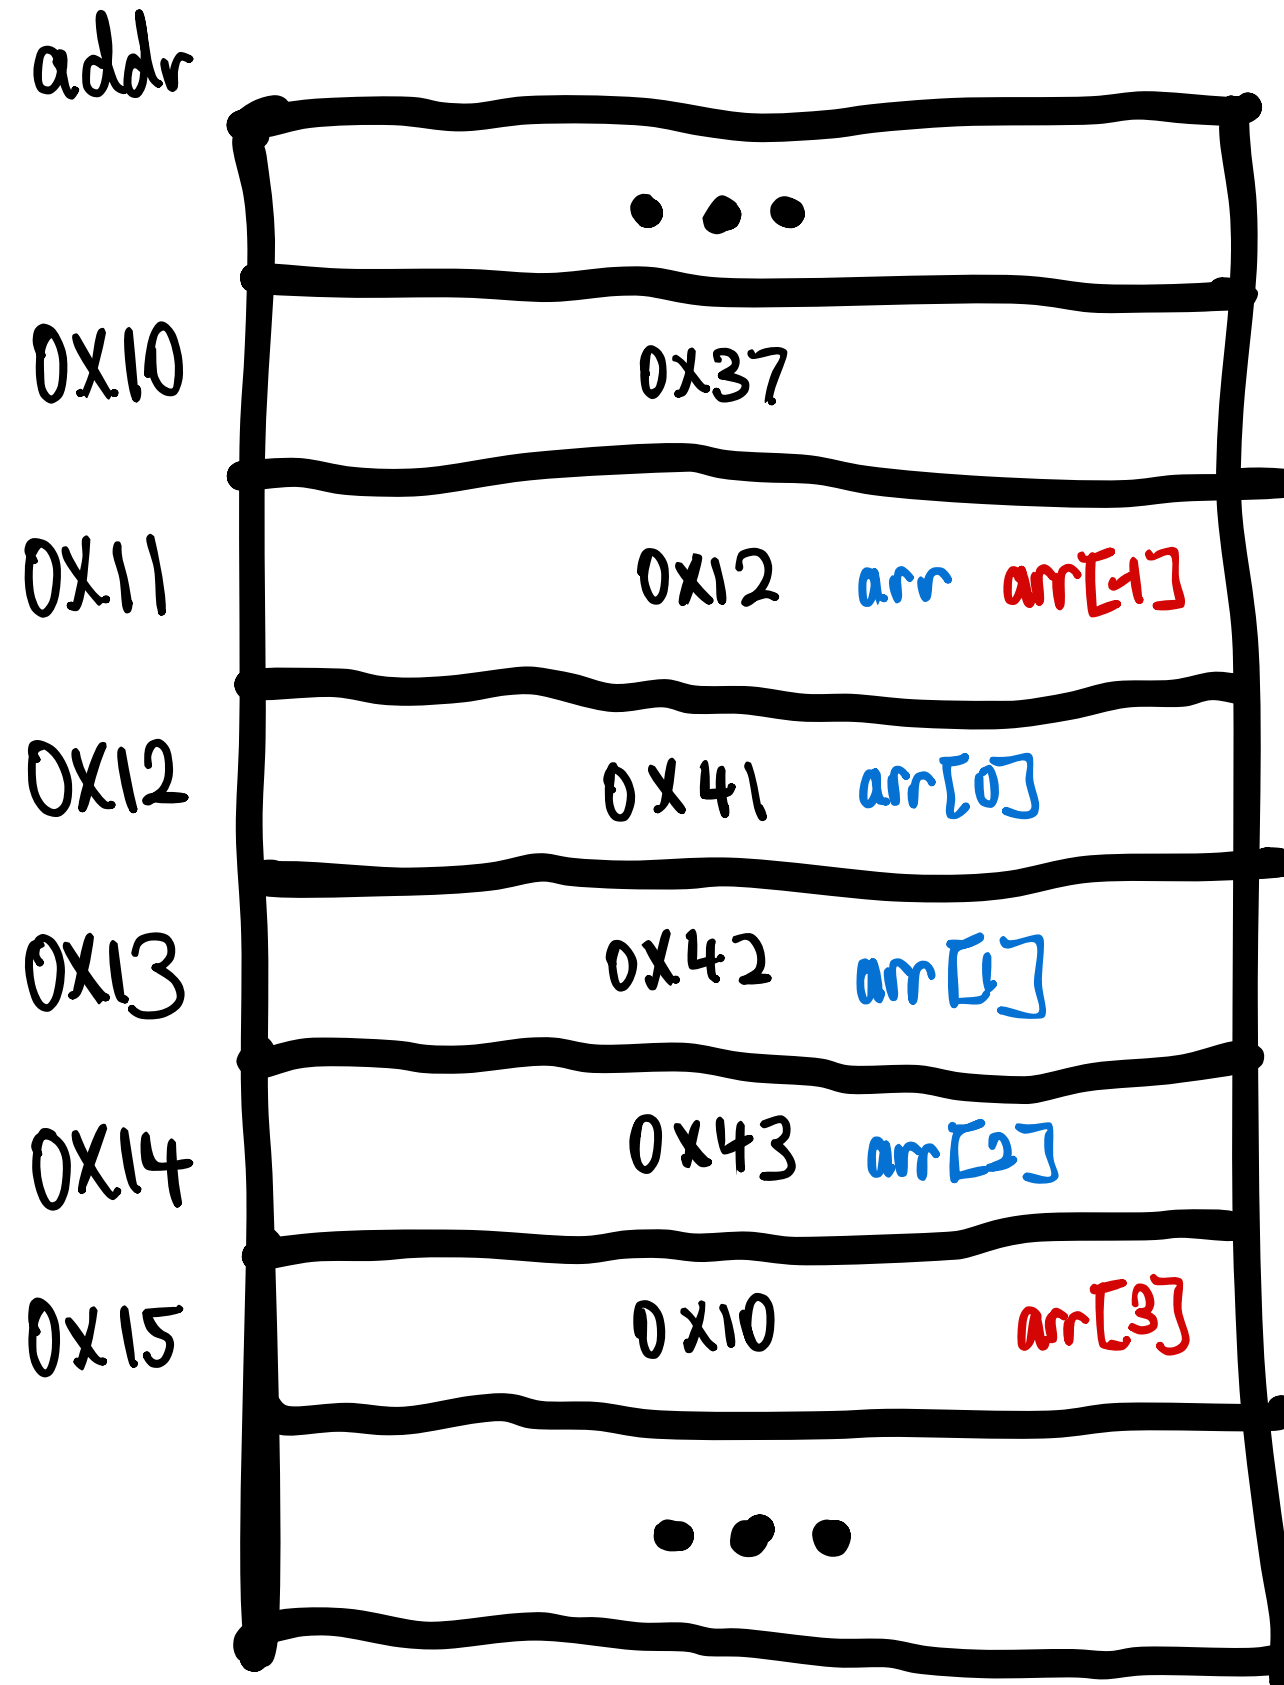 addr
0X10 0X37
0X11 0X12 arr arr[-1]
0X12 0X41 arr[0]
0X13 0X42 arr[1]
0X14 0X43 arr[2]
0X15 0X10 arr[3]